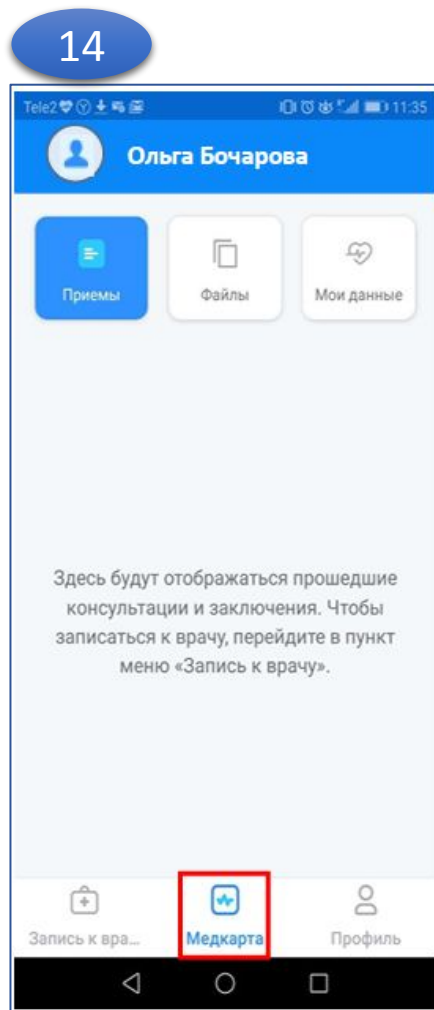 14
Tele2 11:35
Ольга Бочарова
Приемы
Файлы
Мои данные
Здесь будут отображаться прошедшие
консультации и заключения. Чтобы
записаться к врачу, перейдите в пункт
меню «Запись к врачу».
Запись к вра...
Медкарта
Профиль